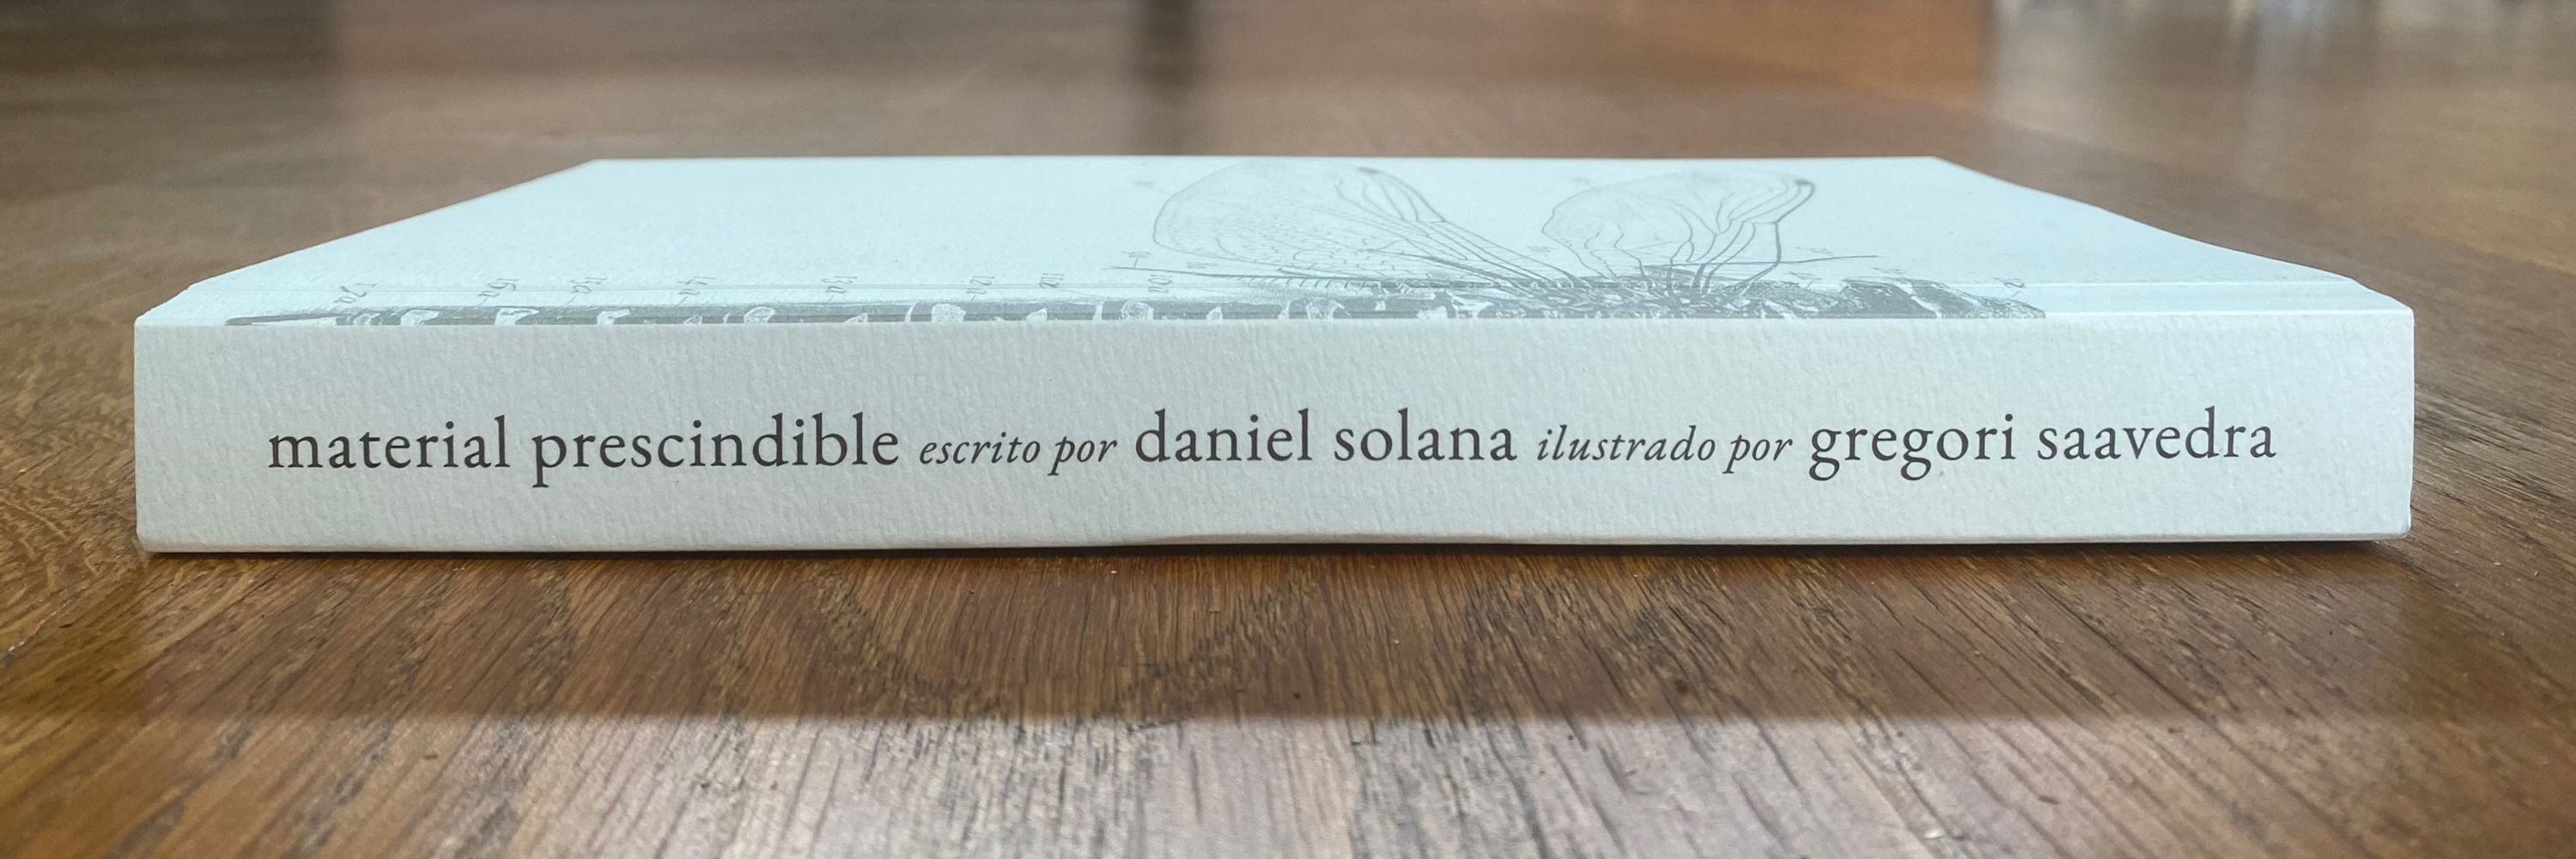 material prescindible escrito por daniel solana ilustrado por gregori saavedra